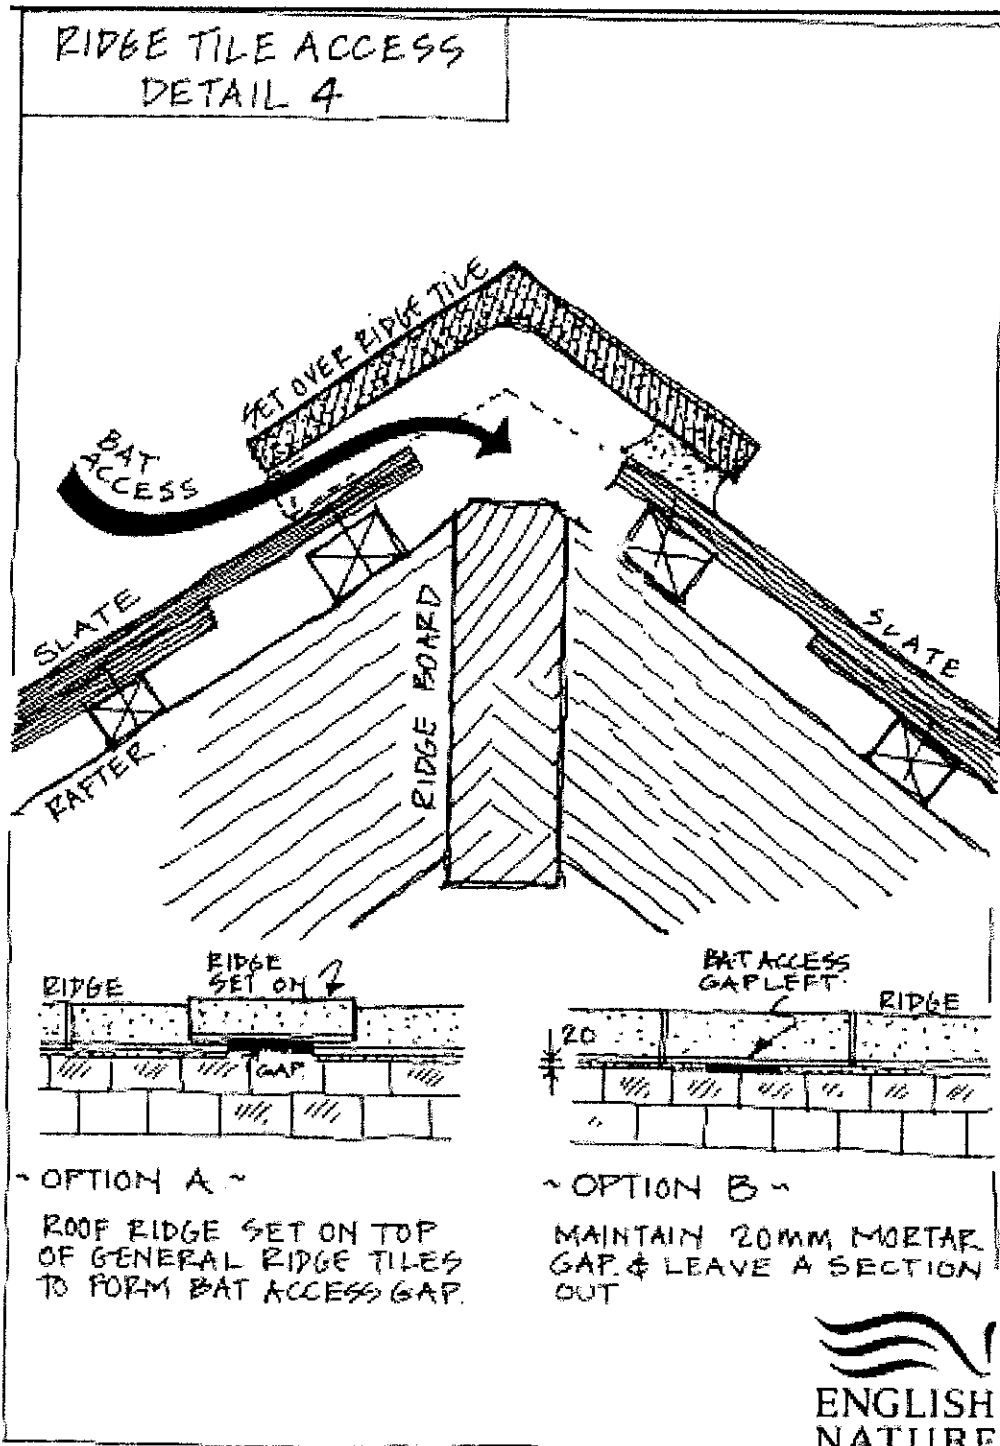 RIDGE TILE ACCESS
DETAIL 4
SET OVER RIDGE TILE
BAT
ACCESS
SLATE
RAFTER.
RIDGE BOARD
SLATE
RIDGE
RIDGE
SET ON
GAP
~ OPTION A ~
ROOF RIDGE SET ON TOP
OF GENERAL RIDGE TILES
TO FORM BAT ACCESS GAP.
BAT ACCESS
GAP LEFT
RIDGE
20
~ OPTION B ~
MAINTAIN 20MM MORTAR
GAP. & LEAVE A SECTION
OUT
ENGLISH
NATURE